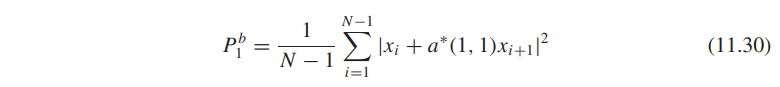 P_1^b = \frac{1}{N-1} \sum_{i=1}^{N-1} |x_i + a^*(1, 1)x_{i+1}|^2 (11.30)